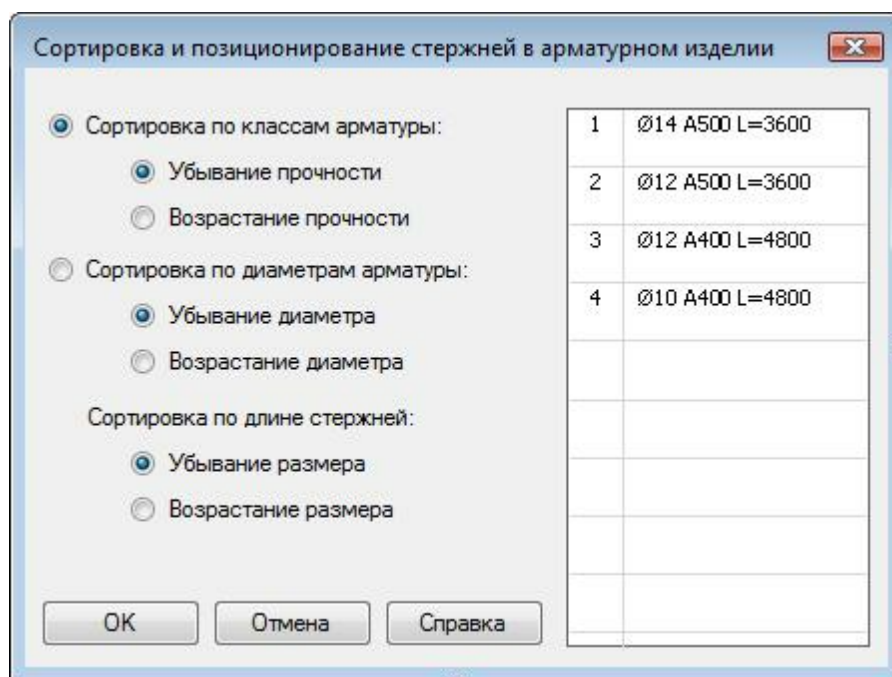 Сортировка и позиционирование стержней в арматурном изделии
Сортировка по классам арматуры:
Убывание прочности
Возрастание прочности
Сортировка по диаметрам арматуры:
Убывание диаметра
Возрастание диаметра
Сортировка по длине стержней:
Убывание размера
Возрастание размера
1 Ø14 A500 L=3600
2 Ø12 A500 L=3600
3 Ø12 A400 L=4800
4 Ø10 A400 L=4800
OK Отмена Справка